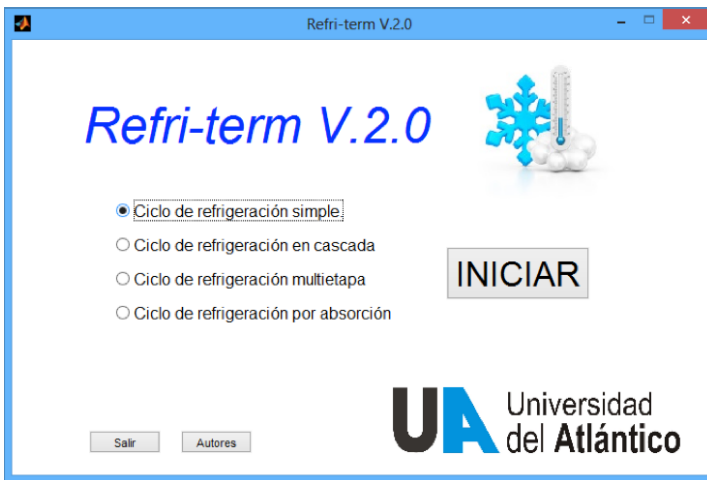 Refri-term V.2.0
Refri-term V.2.0
Ciclo de refrigeración simple.
Ciclo de refrigeración en cascada
Ciclo de refrigeración multietapa
Ciclo de refrigeración por absorción
INICIAR
Salir
Autores
UA
Universidad
del Atlántico